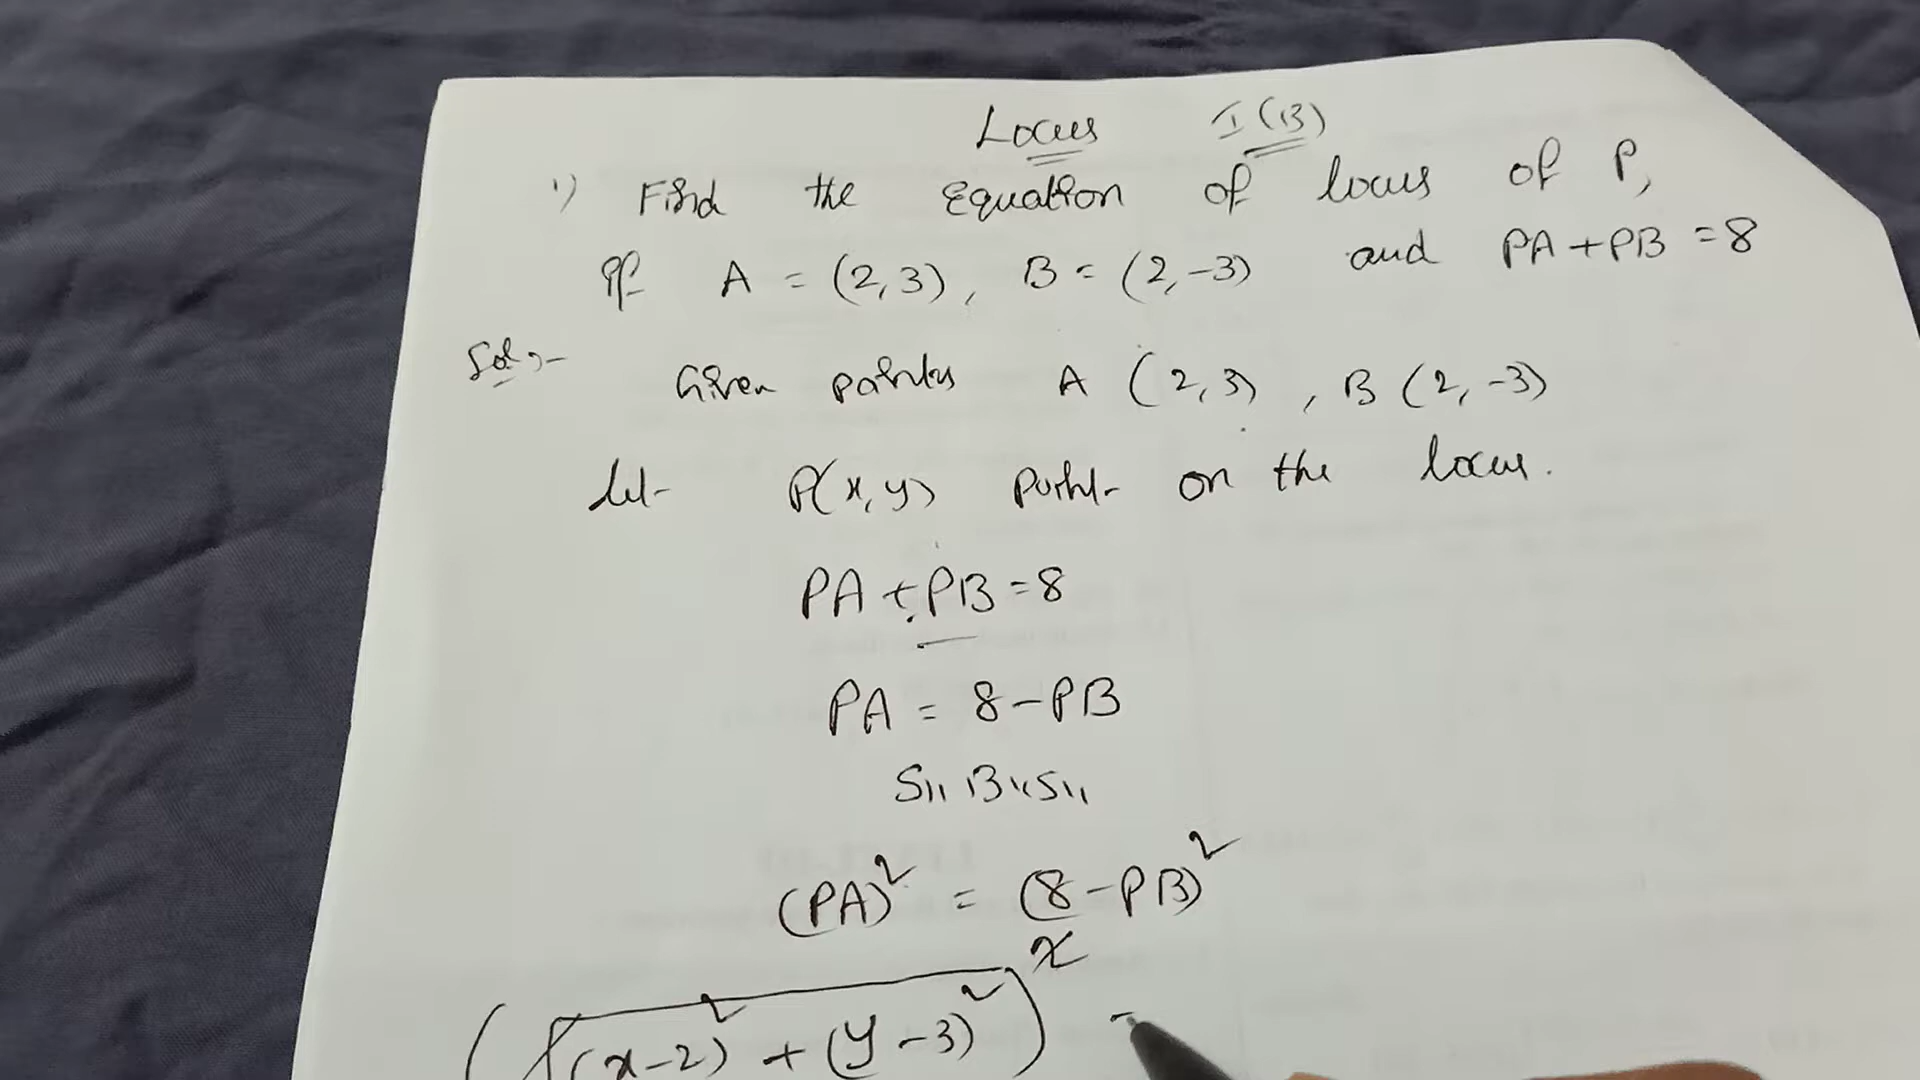 Locus I(B)
1) Find the Equation of locus of P,
If A = (2,3), B = (2,-3) and PA+PB = 8
Sol:-
Given points A (2,3), B (2,-3)
Let P(x,y) point on the locus.
PA + PB = 8
PA = 8-PB
S॥ B॥S॥
(PA)² = (8-PB)²
(√(x-2)² + (y-3)²)² =